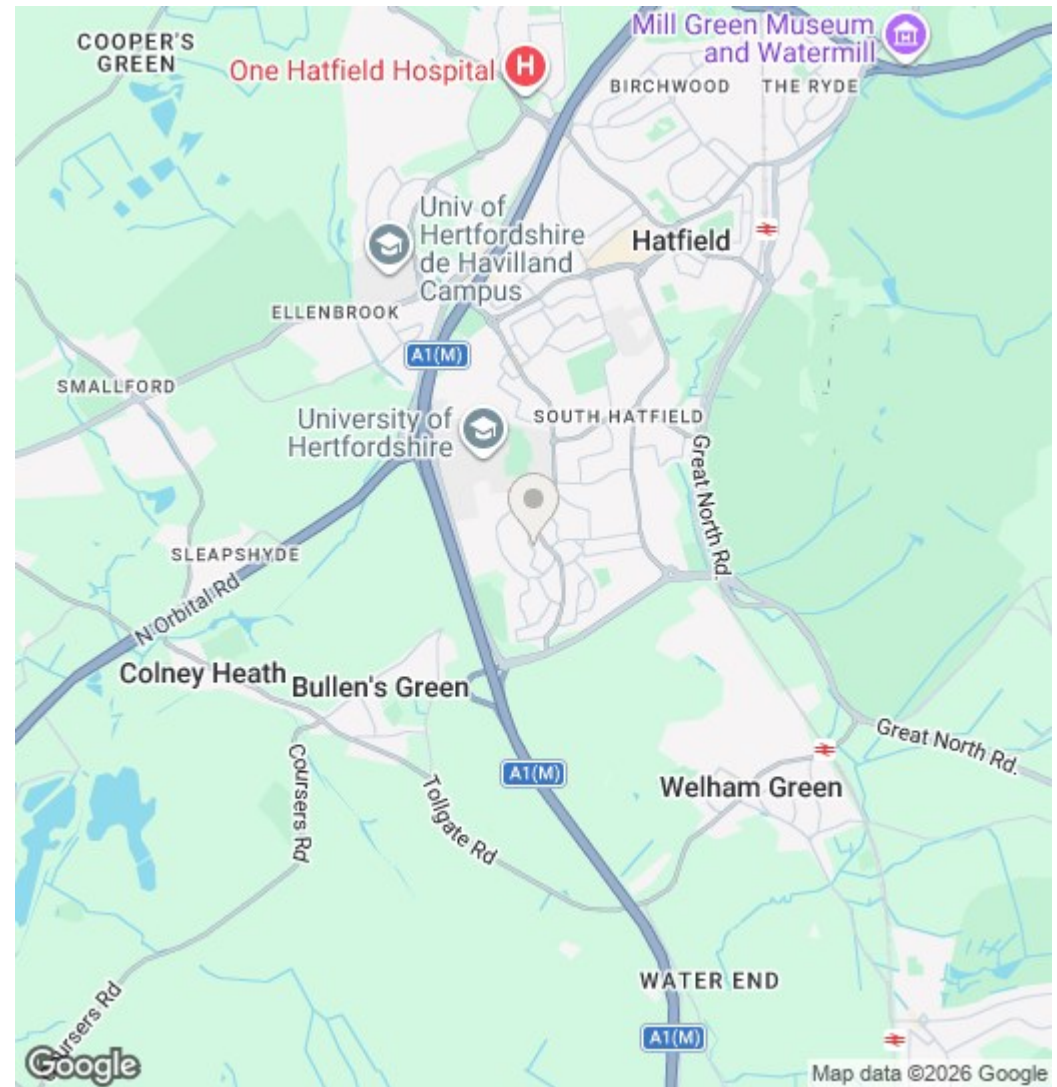 COOPER'S
GREEN
One Hatfield Hospital
H
Mill Green Museum
and Watermill
BIRCHWOOD
THE RYDE
Univ of
Hertfordshire
de Havilland
Campus
Hatfield
ELLENBROOK
A1(M)
SMALLFORD
University of
Hertfordshire
SOUTH HATFIELD
Great North Rd.
SLEAPSHYDE
N Orbital Rd
Colney Heath
Bullen's Green
Great North Rd.
Coursers Rd
Tollgate Rd
A1(M)
Welham Green
WATER END
Coursers Rd
A1(M)
Google
Map data ©2026 Google